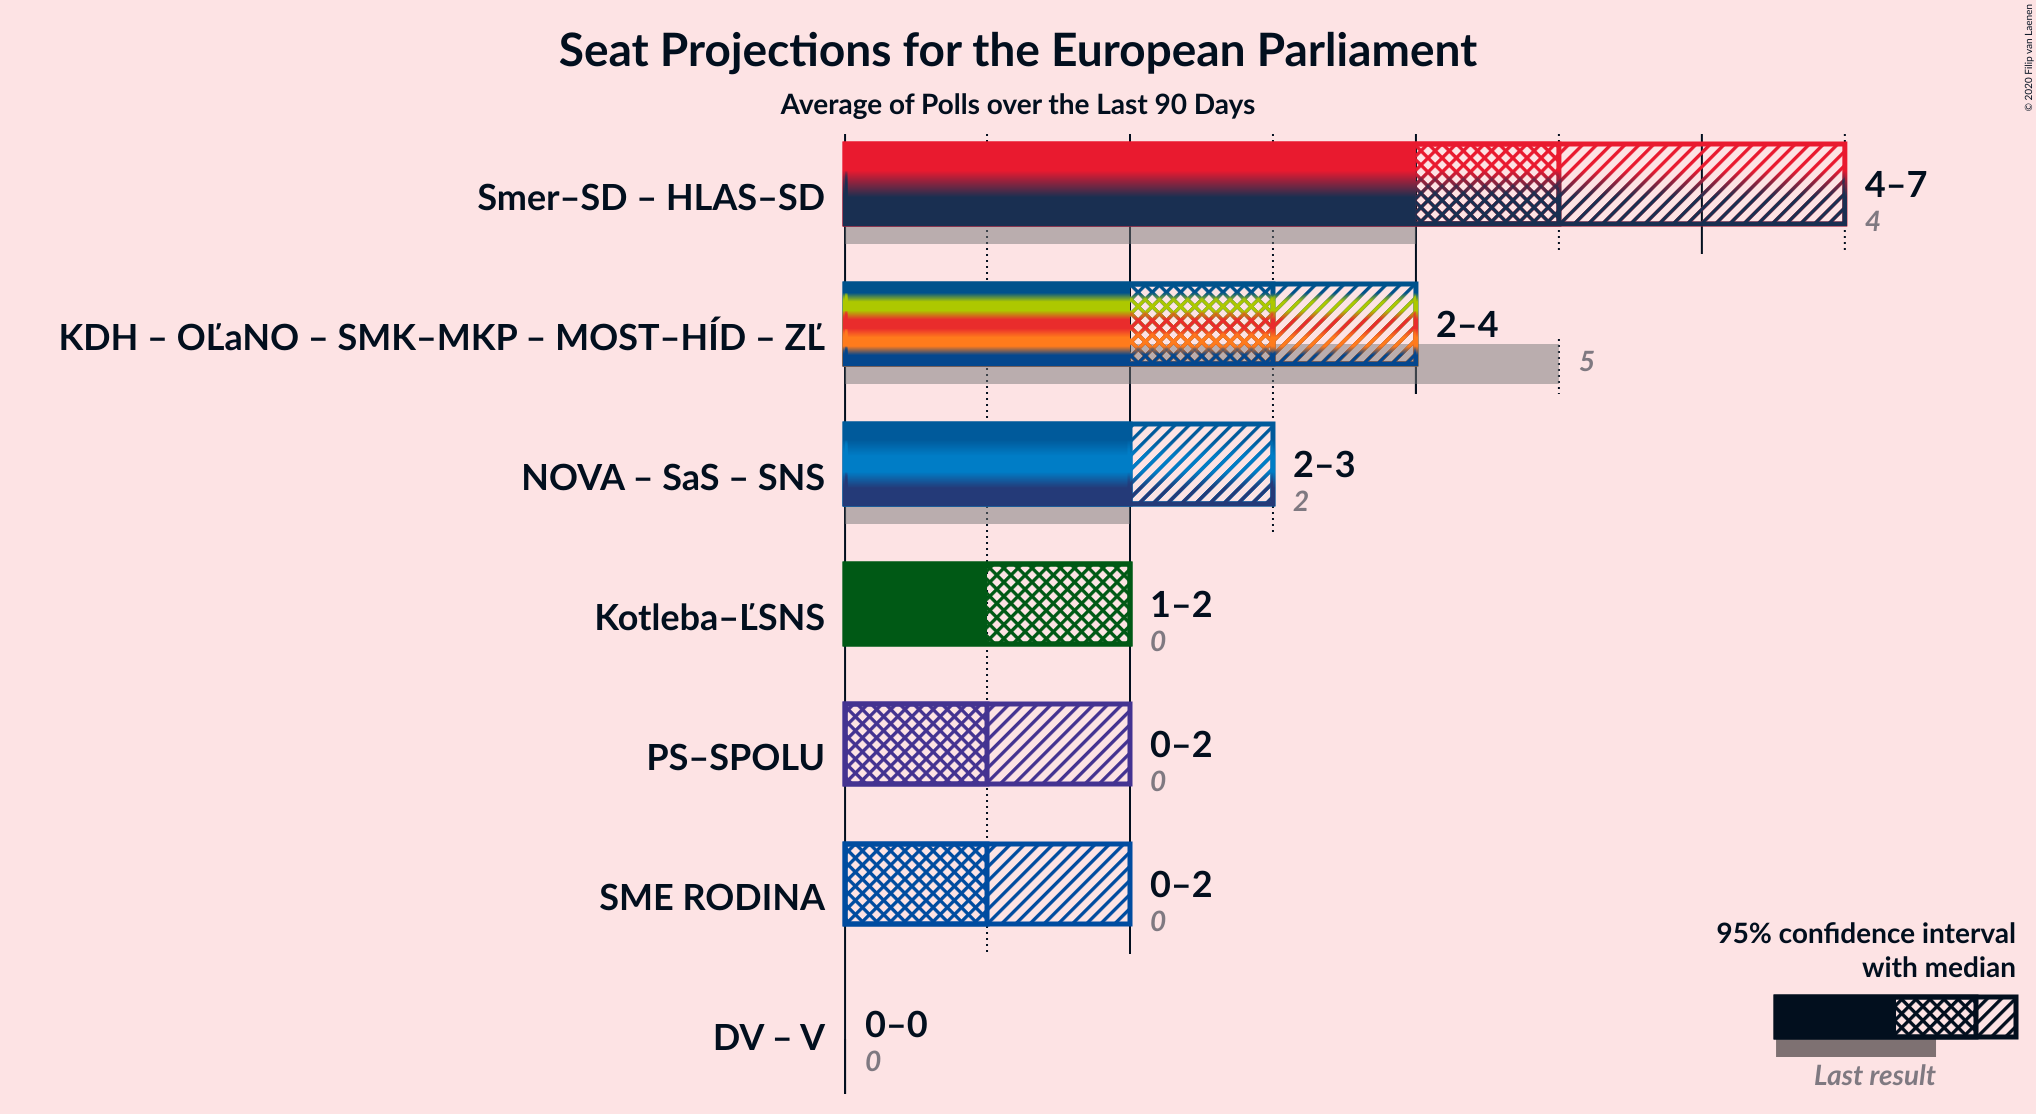 Seat Projections for the European Parliament
Average of Polls over the Last 90 Days
© 2020 Filip van Laenen
Smer–SD – HLAS–SD
4–7
4
KDH – OĽaNO – SMK–MKP – MOST–HÍD – ZĽ
2–4
5
NOVA – SaS – SNS
2–3
2
Kotleba–ĽSNS
1–2
0
PS–SPOLU
0–2
0
SME RODINA
0–2
0
DV – V
0–0
0
95% confidence interval
with median
Last result